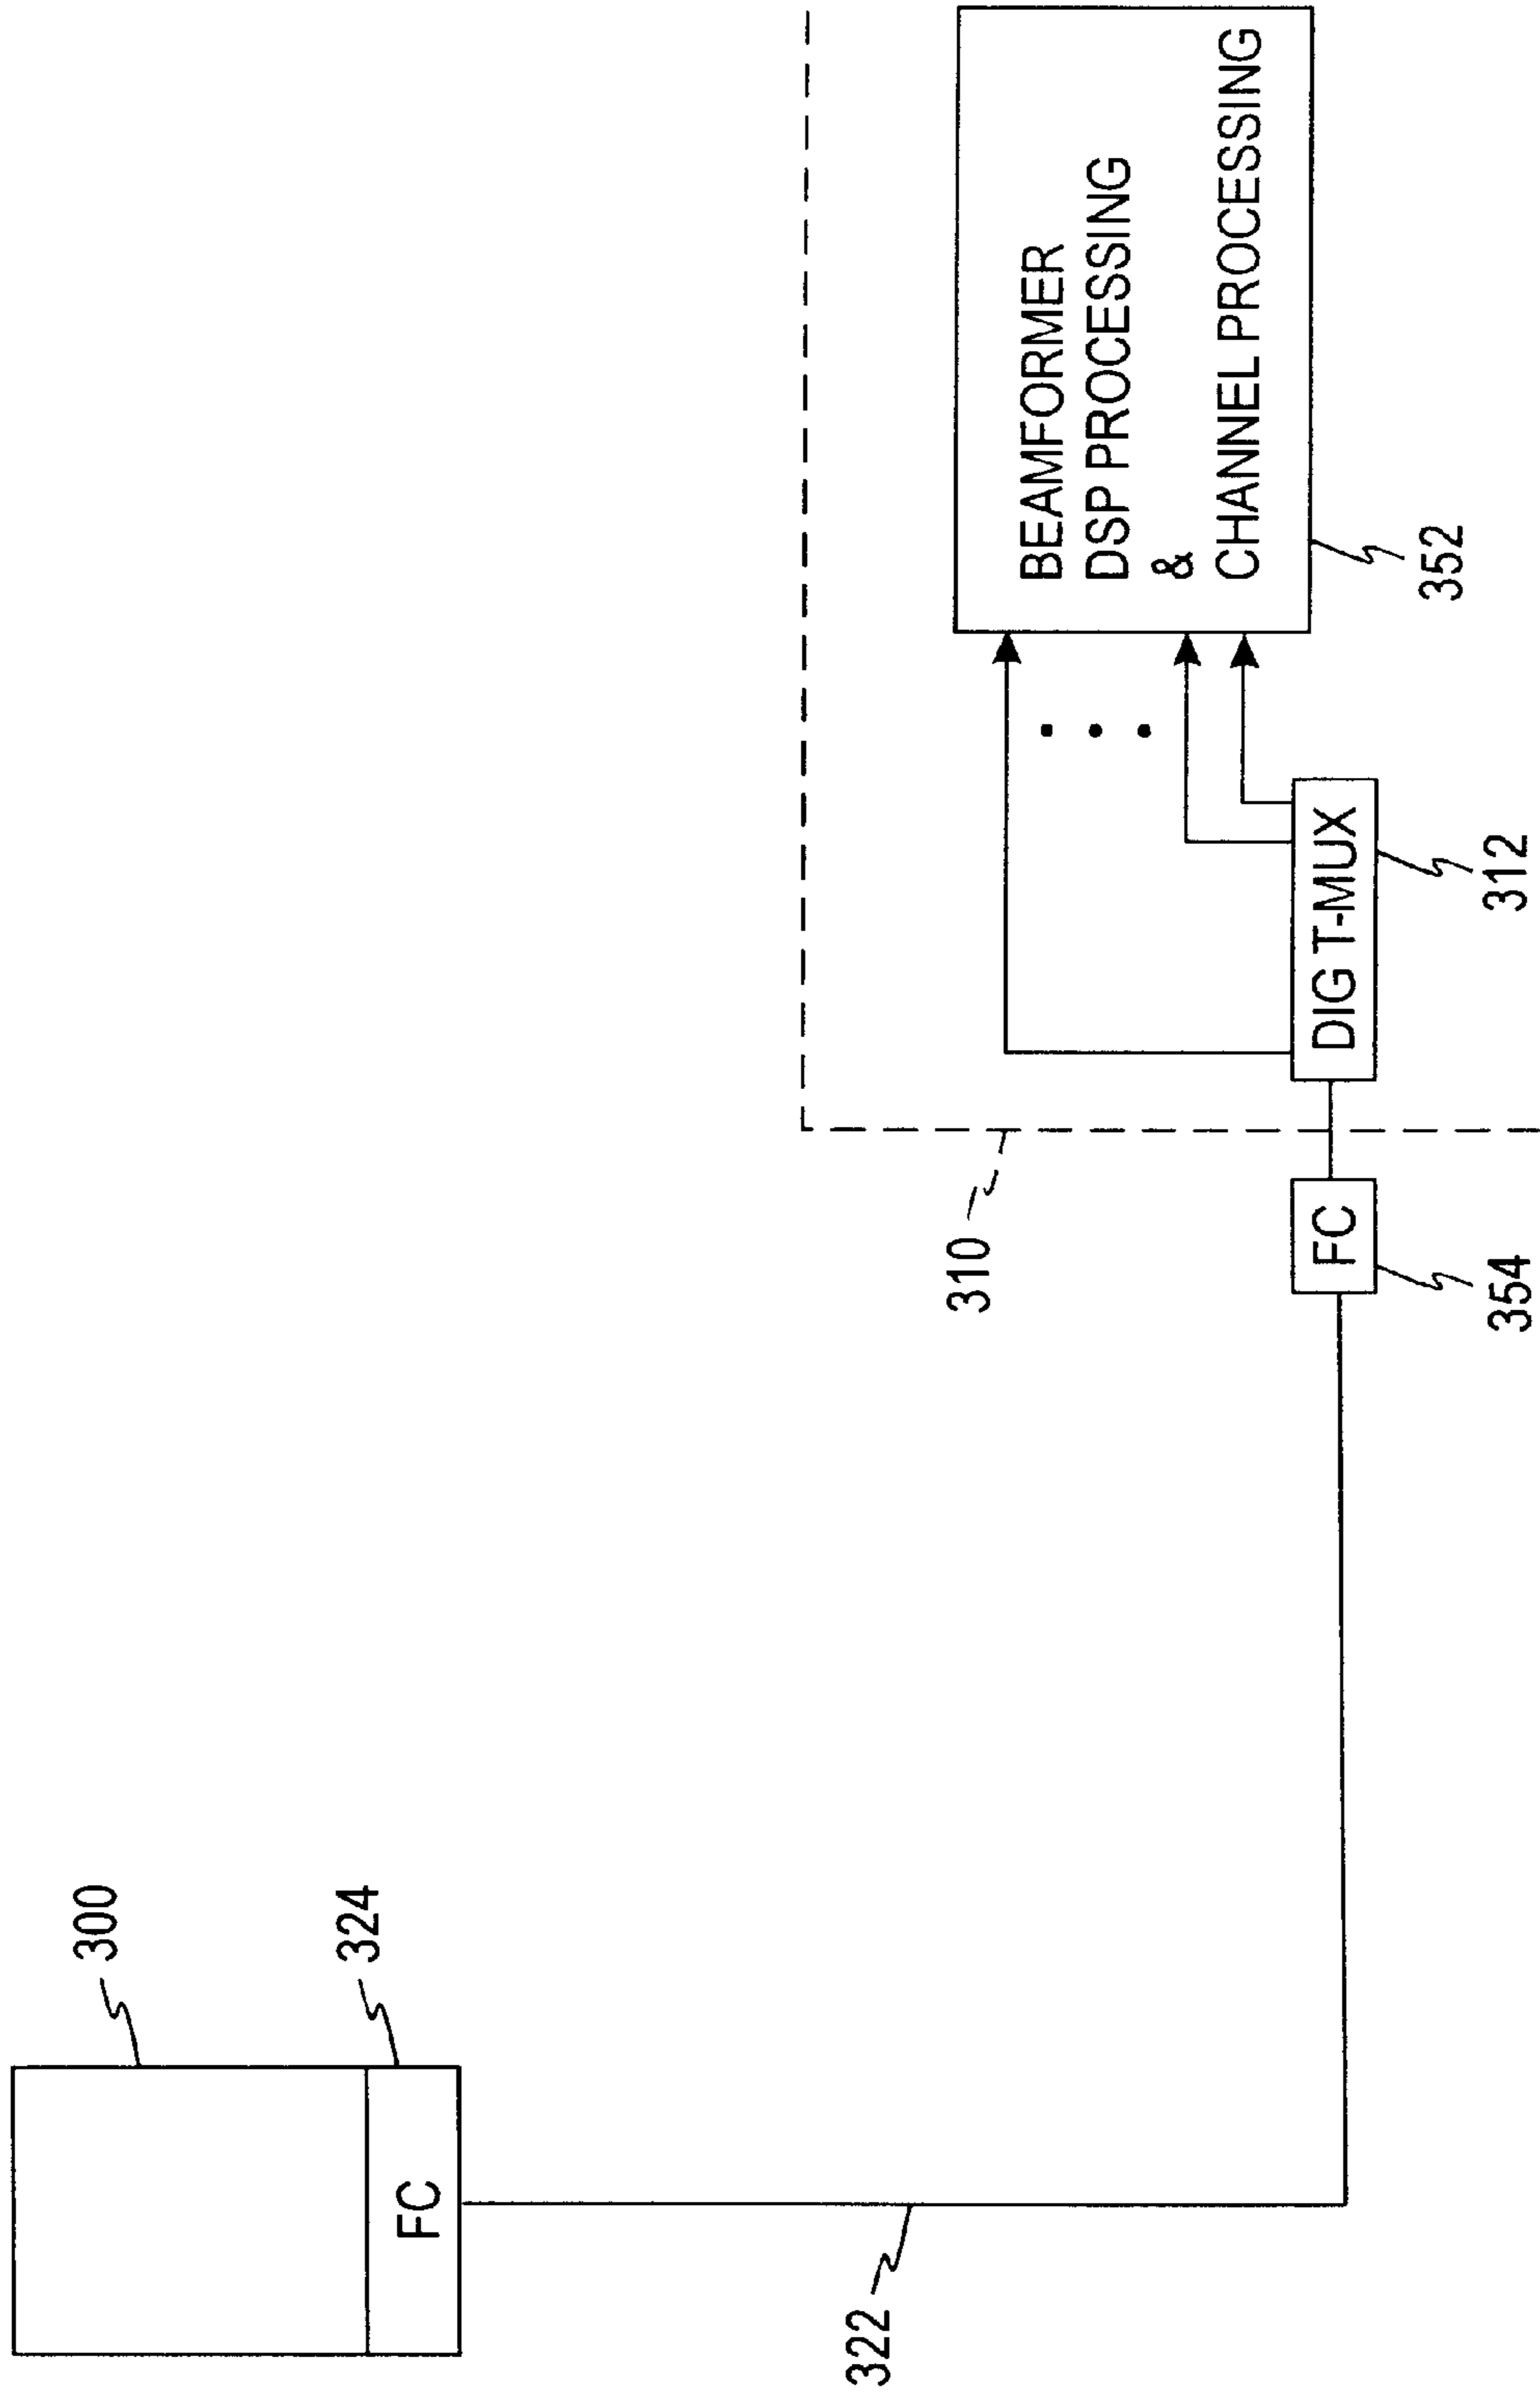 300
324
FC
322
310
BEAMFORMER
DSP PROCESSING
&
CHANNEL PROCESSING
352
DIG T-MUX
312
FC
354